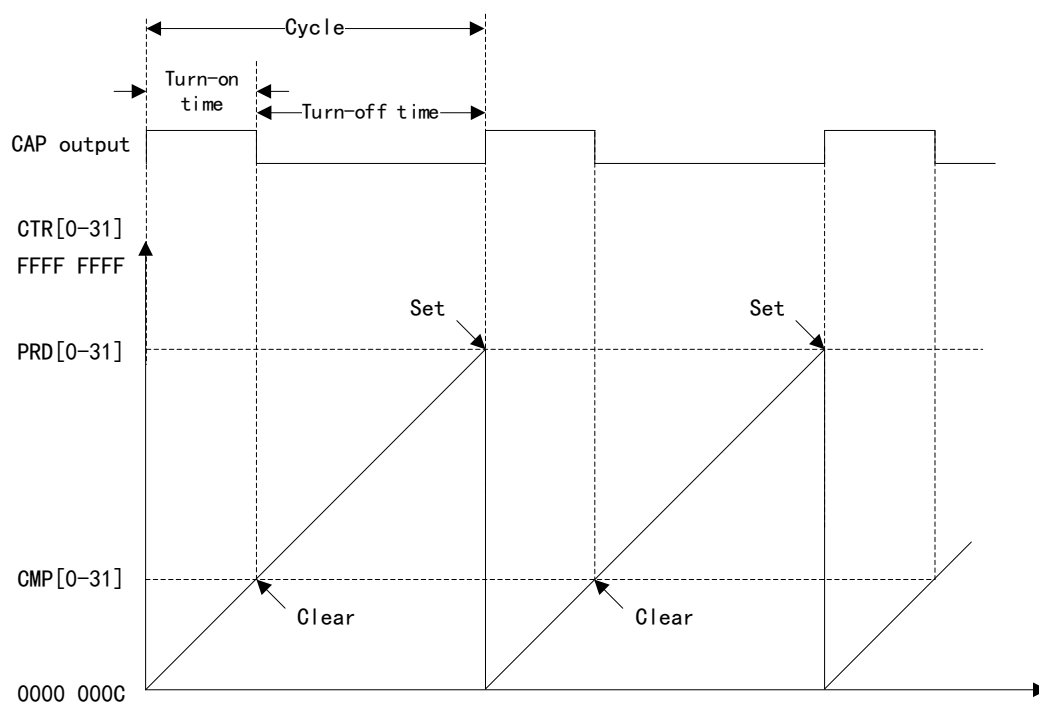 Cycle
Turn-on
time
Turn-off time
CAP output
CTR[0-31]
FFFF FFFF
Set
Set
PRD[0-31]
CMP[0-31]
Clear
Clear
0000 000C